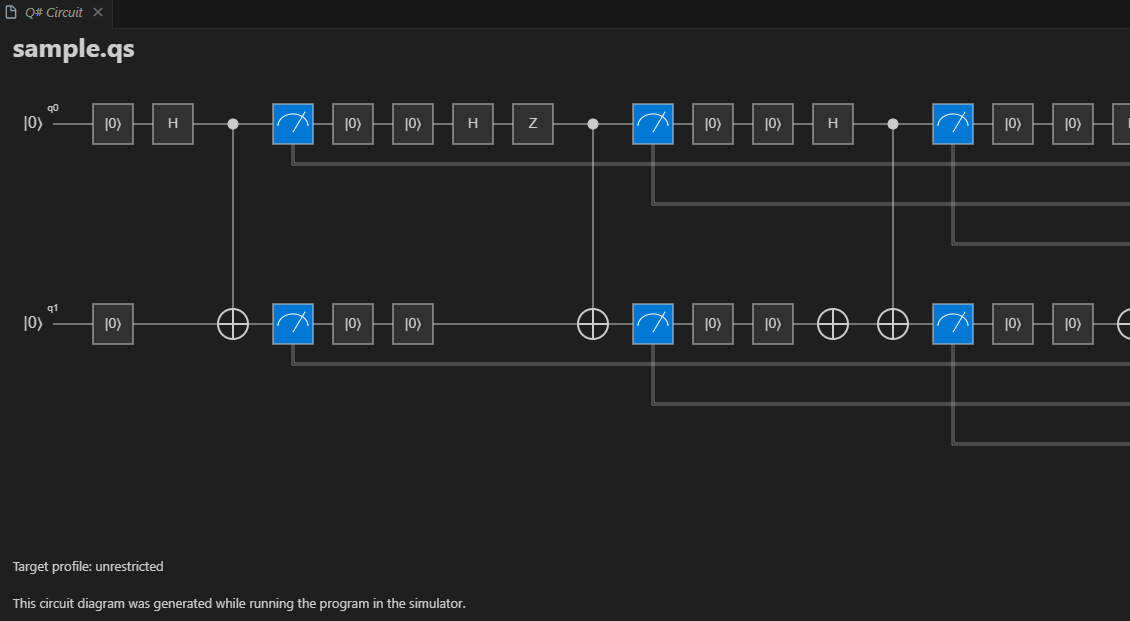 Q# Circuit
sample.qs
q0
|0⟩ |0⟩ H |0⟩ |0⟩ H Z |0⟩ |0⟩ H |0⟩ |0⟩
q1
|0⟩ |0⟩ |0⟩ |0⟩ |0⟩ |0⟩ |0⟩ |0⟩
Target profile: unrestricted
This circuit diagram was generated while running the program in the simulator.